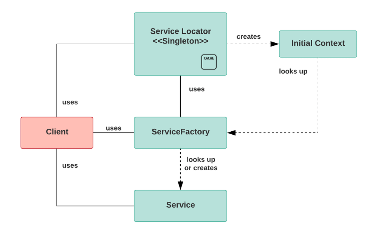 Service Locator
<<Singleton>>
creates
Initial Context
looks up
uses
uses
Client
uses
ServiceFactory
looks up
or creates
uses
Service